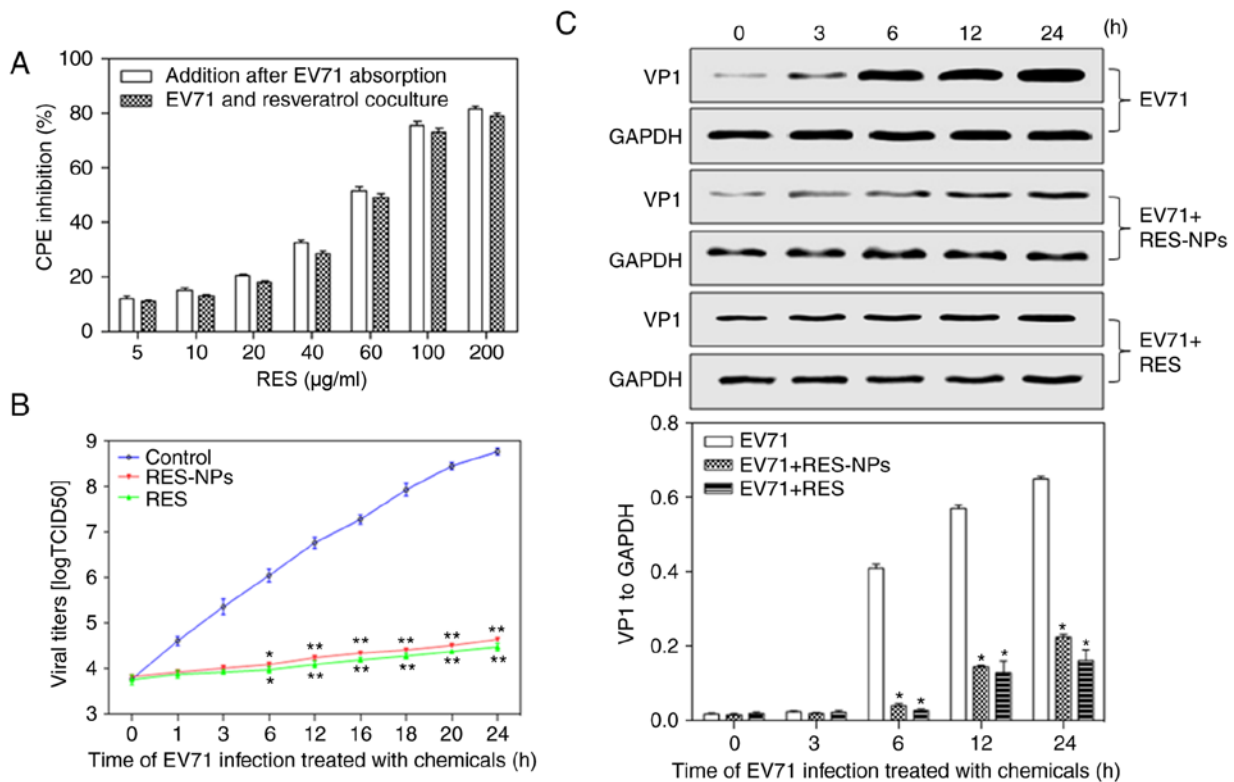 A
100
80
60
40
20
0
CPE inhibition (%)
Addition after EV71 absorption
EV71 and resveratrol coculture
5 10 20 40 60 100 200
RES (µg/ml)
B
9
8
7
6
5
4
3
Viral titers [logTCID50]
Control
RES-NPs
RES
* ** ** ** ** **
* ** ** ** ** **
0 1 3 6 12 16 18 20 24
Time of EV71 infection treated with chemicals (h)
C
0 3 6 12 24 (h)
VP1
GAPDH
EV71
VP1
GAPDH
EV71+
RES-NPs
VP1
GAPDH
EV71+
RES
0.8
0.6
0.4
0.2
0.0
VP1 to GAPDH
EV71
EV71+RES-NPs
EV71+RES
* * * * * *
0 3 6 12 24
Time of EV71 infection treated with chemicals (h)